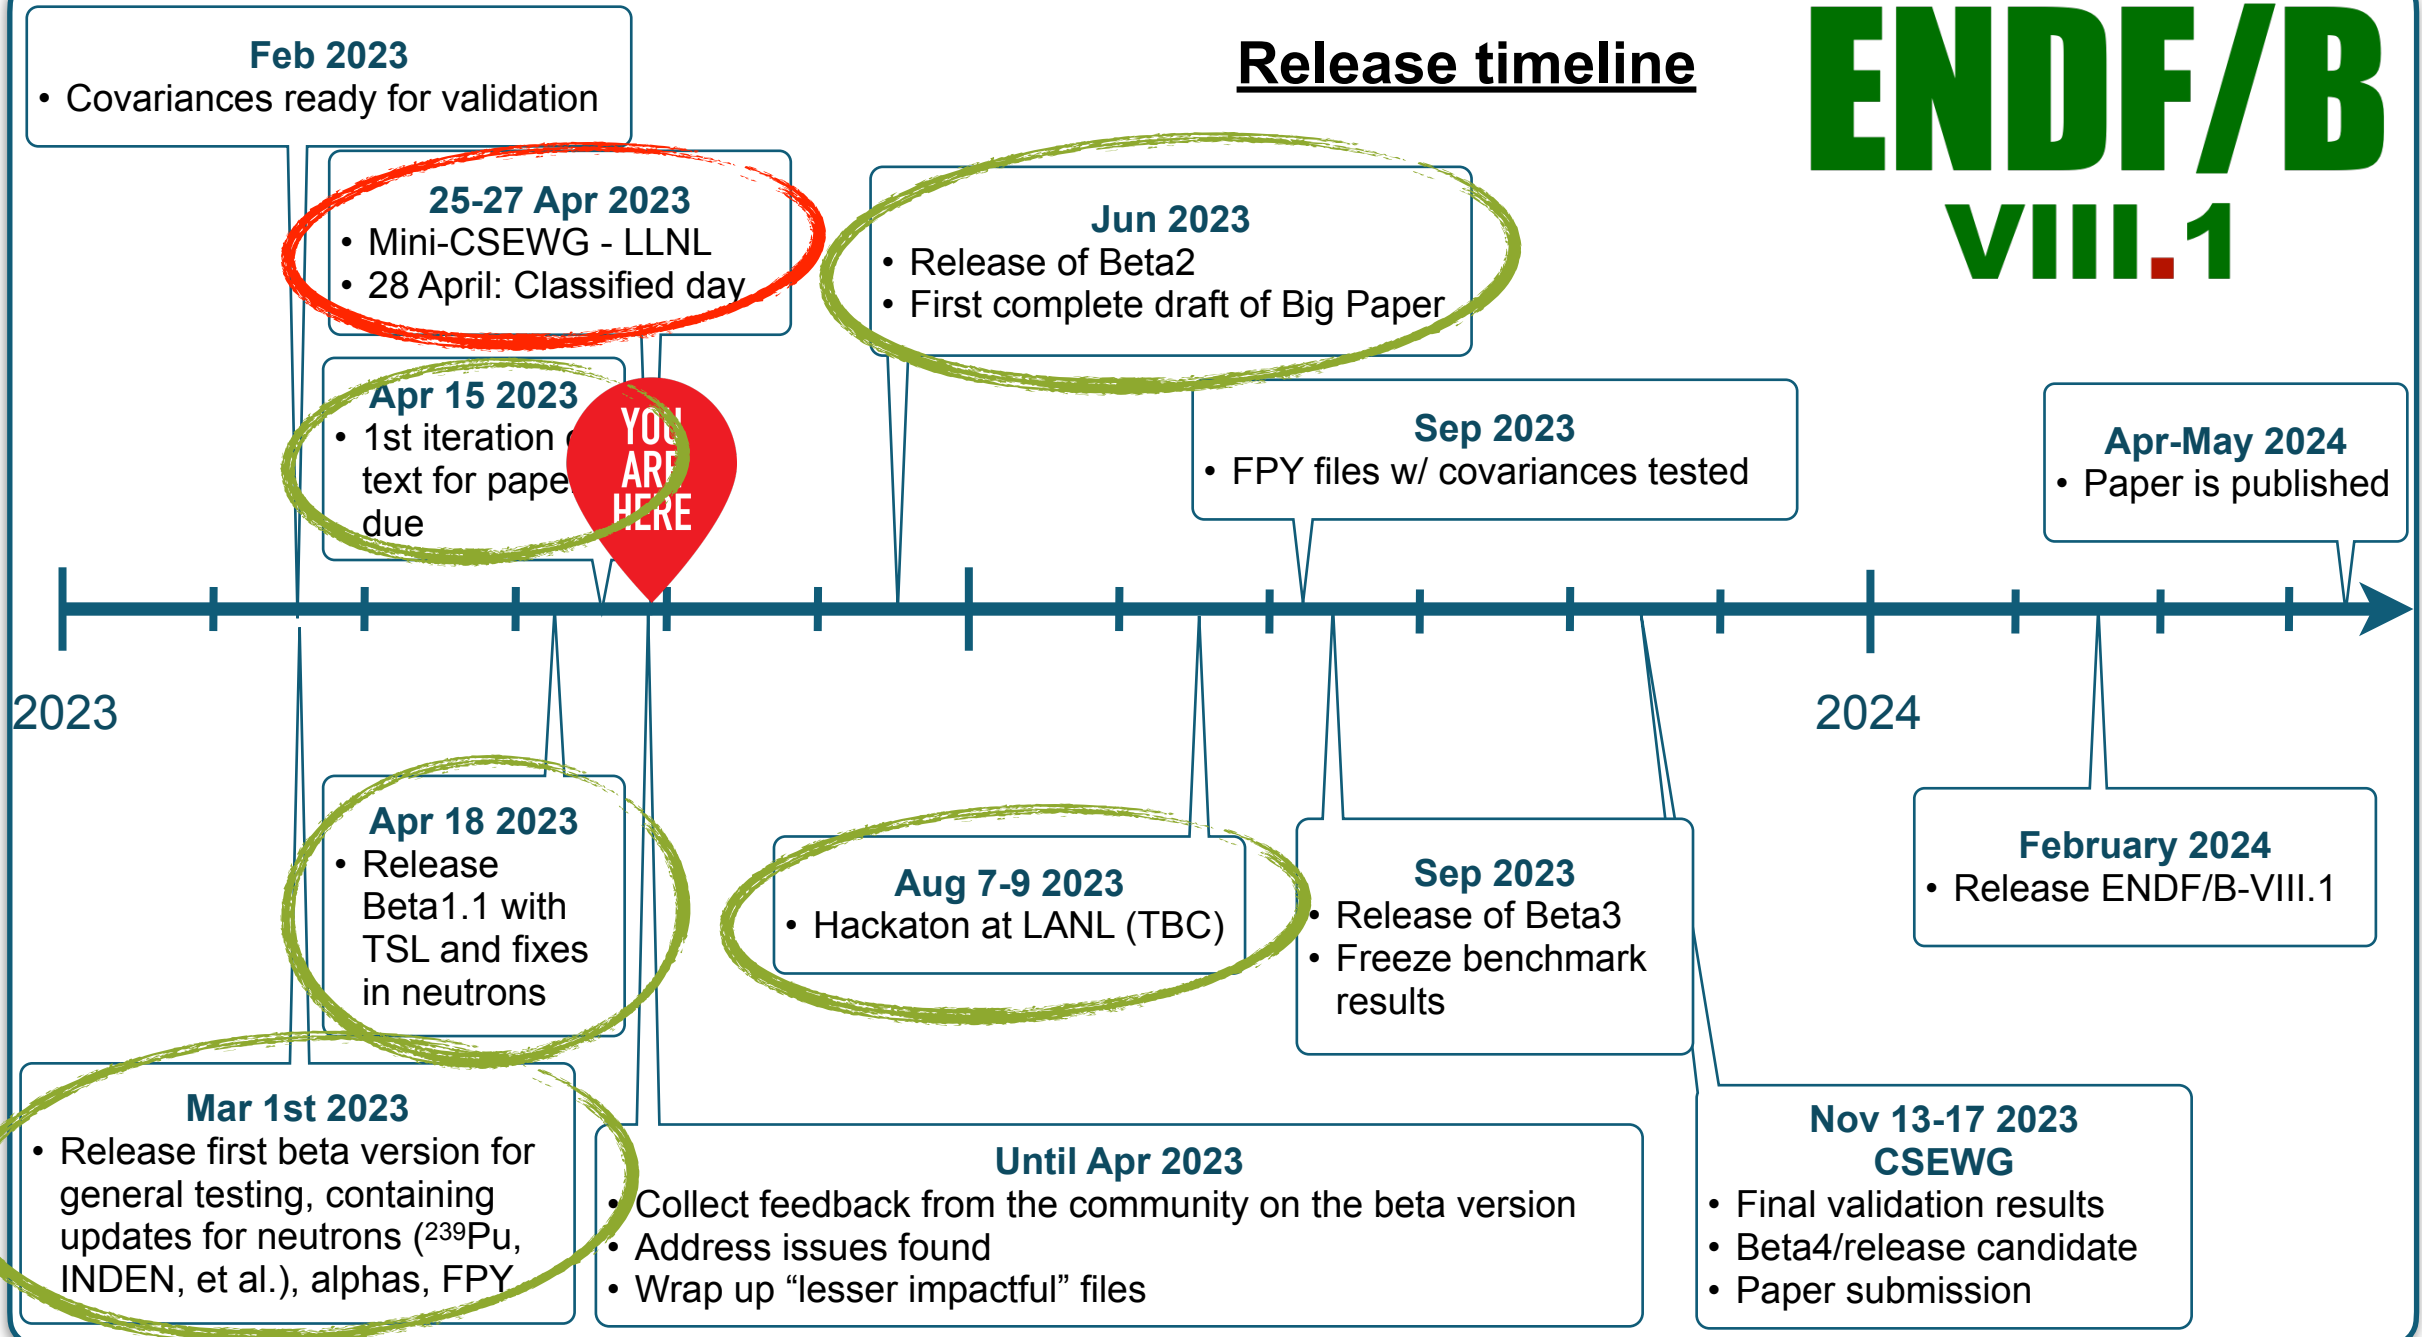 Release timeline
ENDF/B
VIII.1
Feb 2023
• Covariances ready for validation
25-27 Apr 2023
• Mini-CSEWG - LLNL
• 28 April: Classified day
Jun 2023
• Release of Beta2
• First complete draft of Big Paper
Apr 15 2023
• 1st iteration
text for pape
due
YOU
ARE
HERE
Sep 2023
• FPY files w/ covariances tested
Apr-May 2024
• Paper is published
2023
2024
Apr 18 2023
• Release
Beta1.1 with
TSL and fixes
in neutrons
Aug 7-9 2023
• Hackaton at LANL (TBC)
Sep 2023
• Release of Beta3
• Freeze benchmark
results
February 2024
• Release ENDF/B-VIII.1
Mar 1st 2023
• Release first beta version for
general testing, containing
updates for neutrons (²³⁹Pu,
INDEN, et al.), alphas, FPY
Until Apr 2023
• Collect feedback from the community on the beta version
• Address issues found
• Wrap up “lesser impactful” files
Nov 13-17 2023
CSEWG
• Final validation results
• Beta4/release candidate
• Paper submission